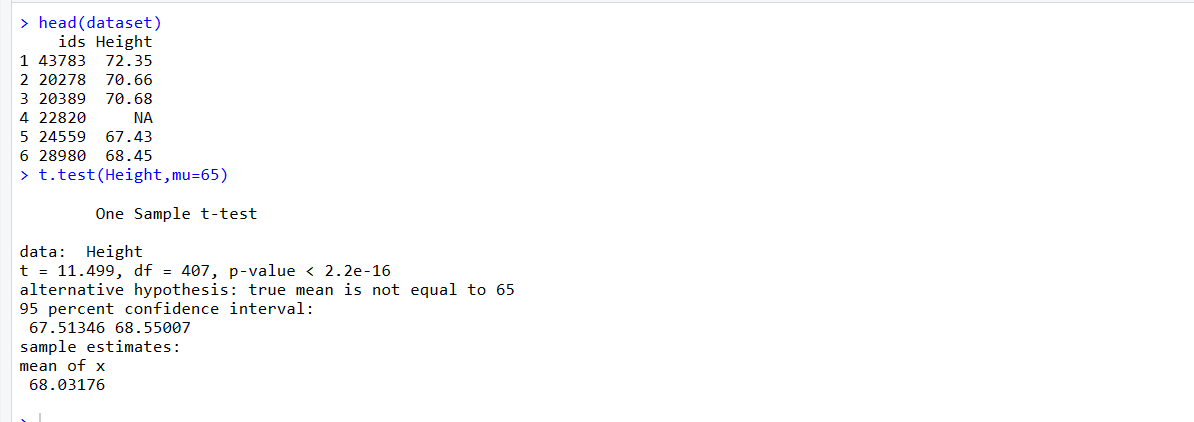 > head(dataset)
    ids Height
1 43783  72.35
2 20278  70.66
3 20389  70.68
4 22820     NA
5 24559  67.43
6 28980  68.45
> t.test(Height,mu=65)
        One Sample t-test
data:  Height
t = 11.499, df = 407, p-value < 2.2e-16
alternative hypothesis: true mean is not equal to 65
95 percent confidence interval:
 67.51346 68.55007
sample estimates:
mean of x
 68.03176
>